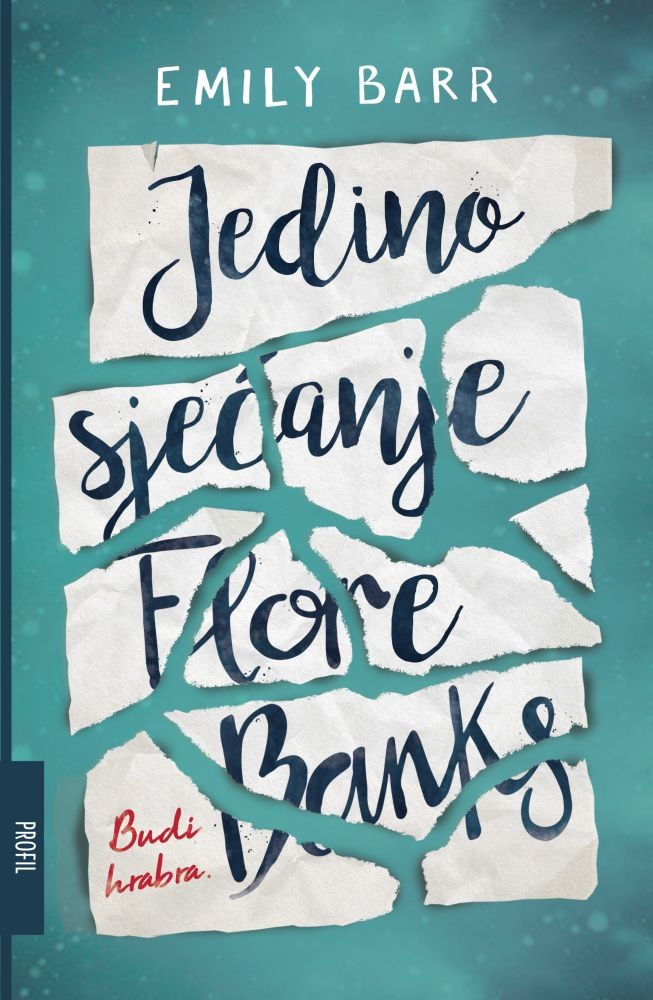 EMILY BARR
Jedino
sjećanje
Flore
Banks
Budi
hrabra.
PROFIL